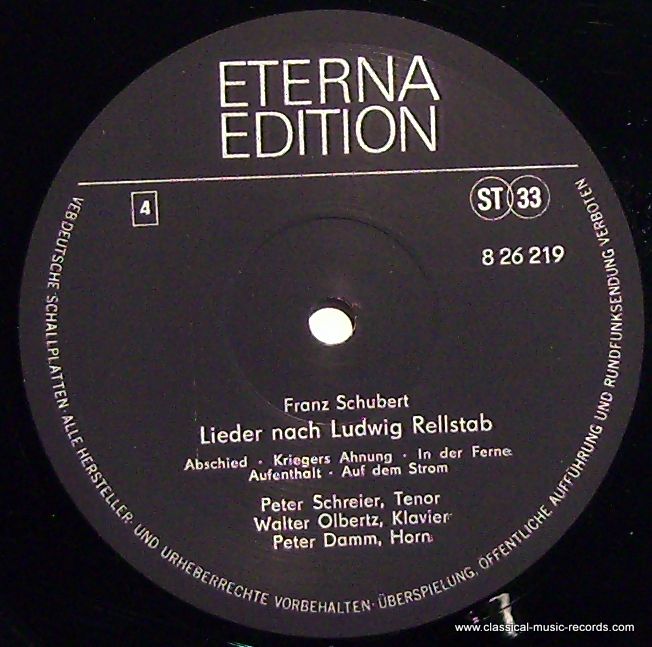 ETERNA
EDITION
4
ST 33
8 26 219
Franz Schubert
Lieder nach Ludwig Rellstab
Abschied · Kriegers Ahnung · In der Ferne
Aufenthalt · Auf dem Strom
Peter Schreier, Tenor
Walter Olbertz, Klavier
Peter Damm, Horn
VEB DEUTSCHE SCHALLPLATTEN · ALLE HERSTELLER- UND URHEBERRECHTE VORBEHALTEN · ÜBERSPIELUNG, ÖFFENTLICHE AUFFÜHRUNG UND RUNDFUNKSENDUNG VERBOTEN
www.classical-music-records.com